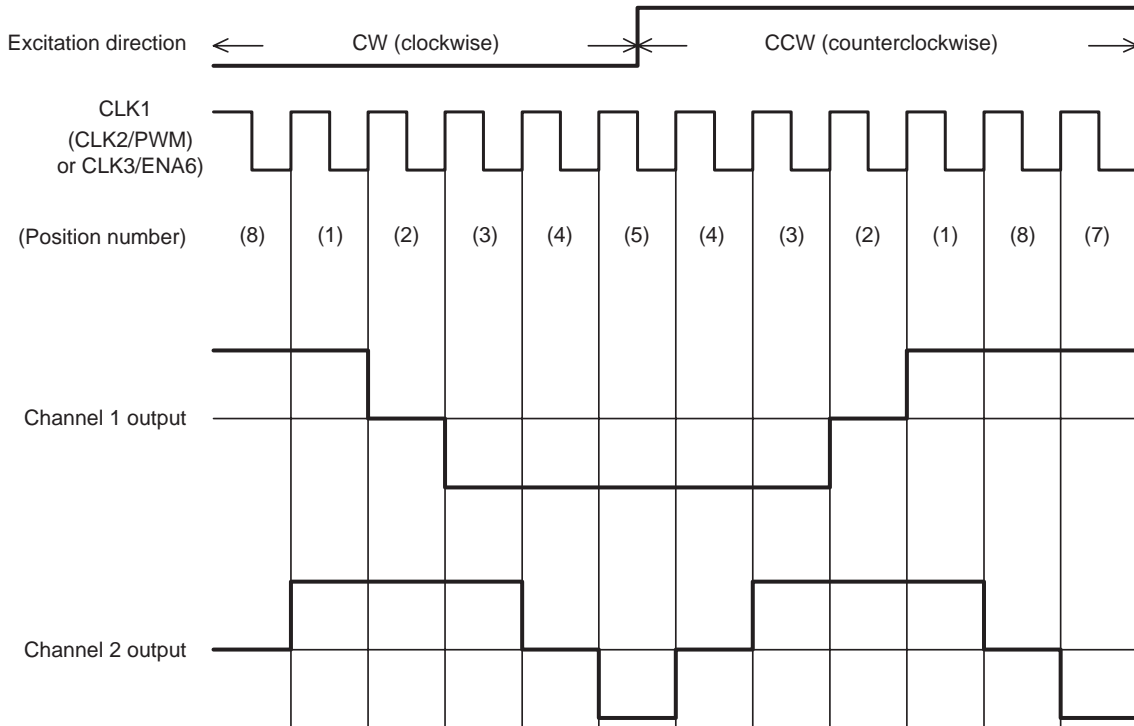 Excitation direction CW (clockwise) CCW (counterclockwise)
CLK1
(CLK2/PWM)
or CLK3/ENA6)
(Position number) (8) (1) (2) (3) (4) (5) (4) (3) (2) (1) (8) (7)
Channel 1 output
Channel 2 output